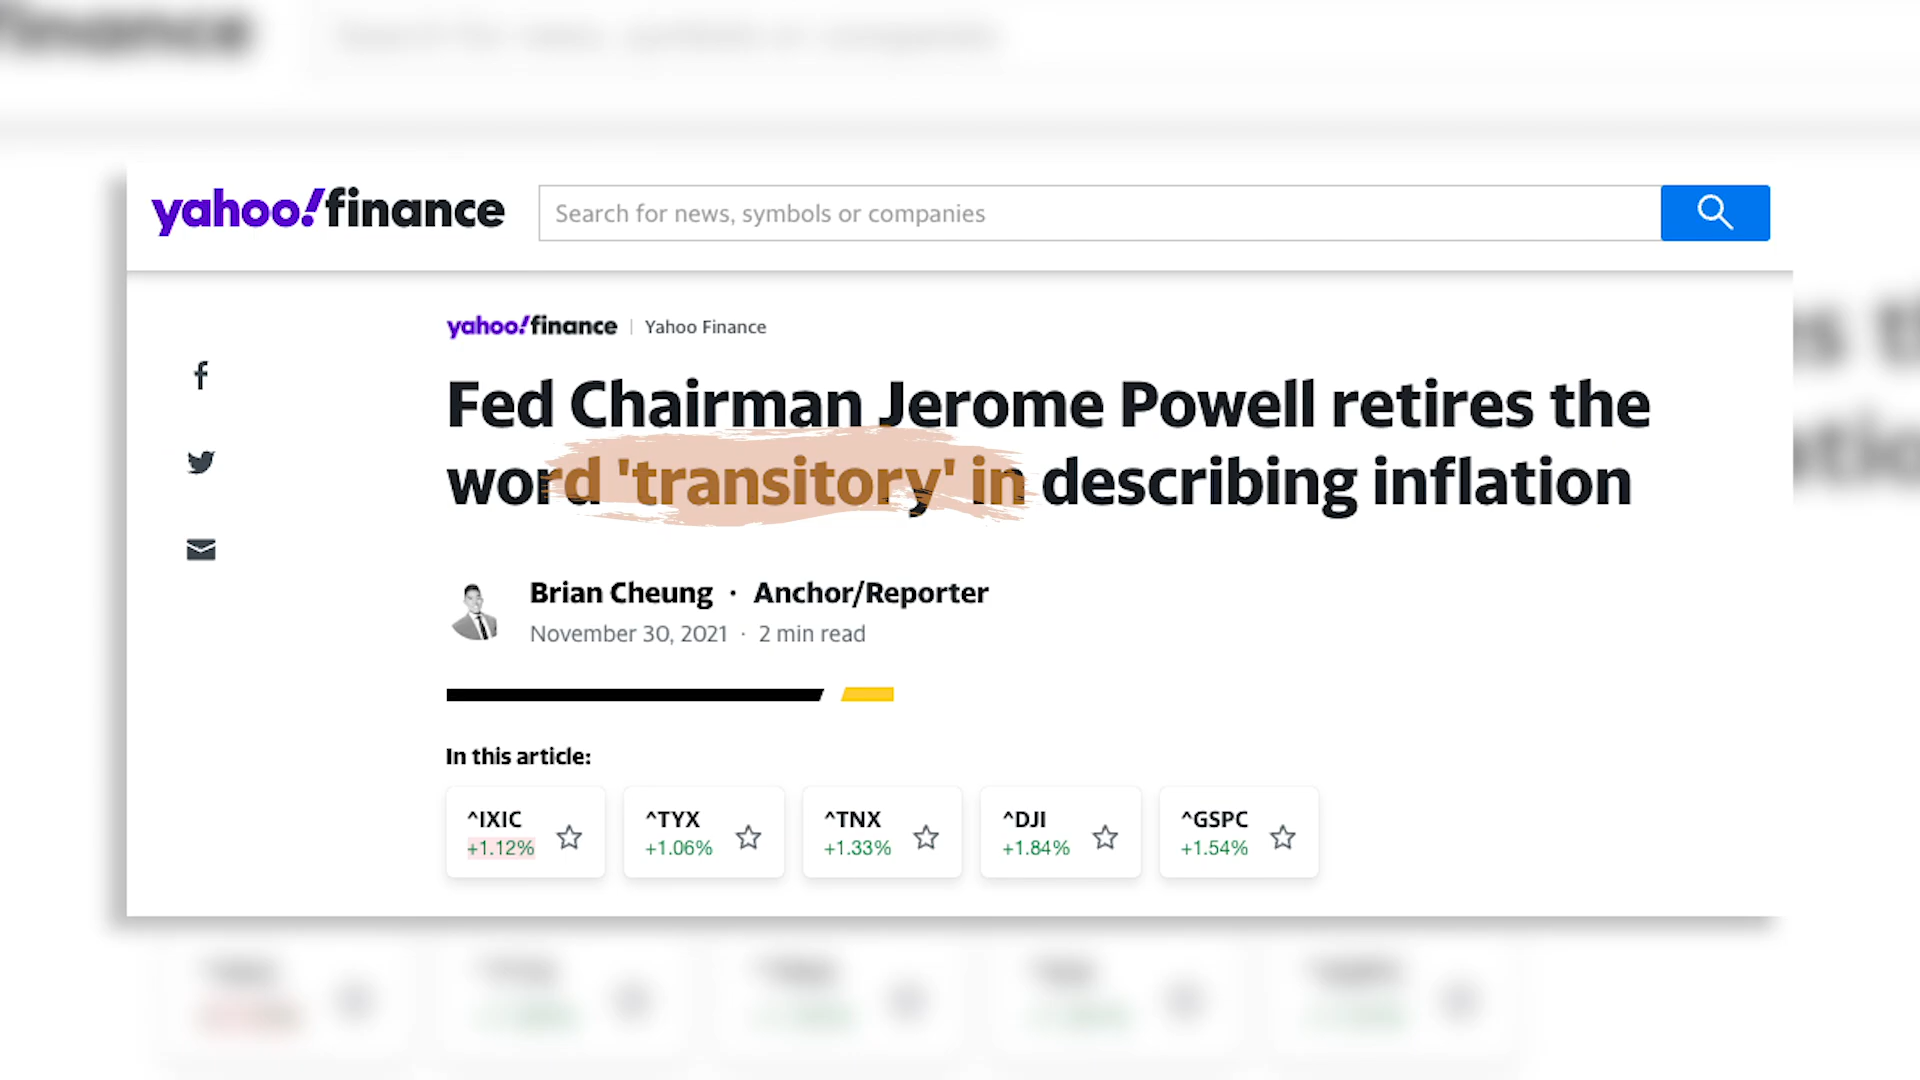 yahoo!finance
Search for news, symbols or companies
yahoo!finance | Yahoo Finance
Fed Chairman Jerome Powell retires the
word 'transitory' in describing inflation
Brian Cheung · Anchor/Reporter
November 30, 2021 · 2 min read
In this article:
^IXIC ^TYX ^TNX ^DJI ^GSPC
+1.12% +1.06% +1.33% +1.84% +1.54%